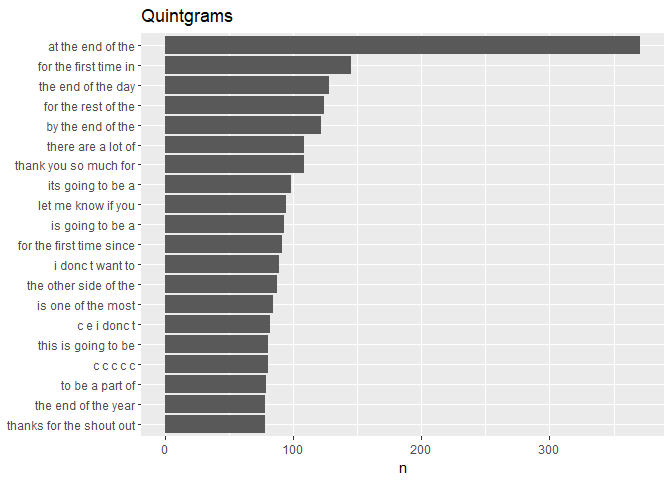 Quintgrams
at the end of the
for the first time in
the end of the day
for the rest of the
by the end of the
there are a lot of
thank you so much for
its going to be a
let me know if you
is going to be a
for the first time since
i donc t want to
the other side of the
is one of the most
c e i donc t
this is going to be
c c c c c
to be a part of
the end of the year
thanks for the shout out
0 100 200 300
n